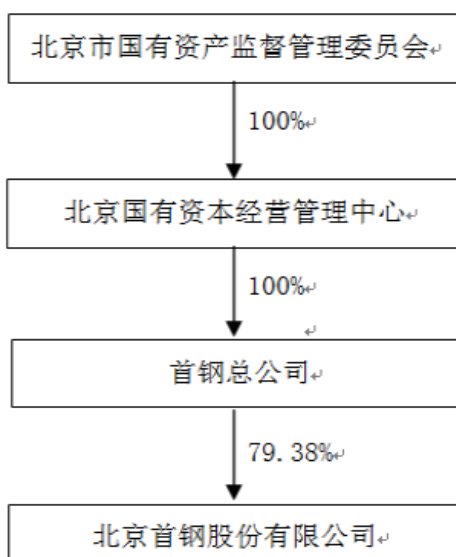 北京市国有资产监督管理委员会
100%
北京国有资本经营管理中心
100%
首钢总公司
79.38%
北京首钢股份有限公司